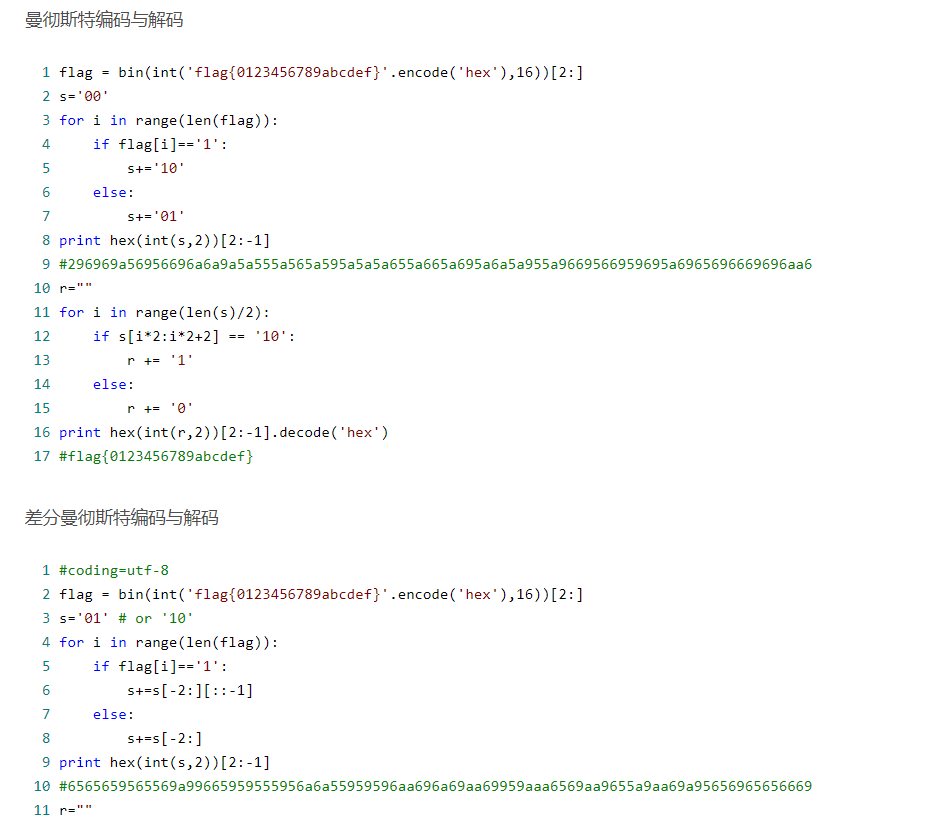 曼彻斯特编码与解码
1 flag = bin(int('flag{0123456789abcdef}'.encode('hex'),16))[2:]
2 s='00'
3 for i in range(len(flag)):
4     if flag[i]=='1':
5         s+='10'
6     else:
7         s+='01'
8 print hex(int(s,2))[2:-1]
9 #296969a56956696a6a9a5a555a565a595a5a5a655a665a695a6a5a955a9669566959695a6965696669696aa6
10 r=""
11 for i in range(len(s)/2):
12     if s[i*2:i*2+2] == '10':
13         r += '1'
14     else:
15         r += '0'
16 print hex(int(r,2))[2:-1].decode('hex')
17 #flag{0123456789abcdef}
差分曼彻斯特编码与解码
1 #coding=utf-8
2 flag = bin(int('flag{0123456789abcdef}'.encode('hex'),16))[2:]
3 s='01' # or '10'
4 for i in range(len(flag)):
5     if flag[i]=='1':
6         s+=s[-2:][::-1]
7     else:
8         s+=s[-2:]
9 print hex(int(s,2))[2:-1]
10 #6565659565569a99665959555956a6a55959596aa696a69aa69959aaa6569aa9655a9aa69a95656965656669
11 r=""